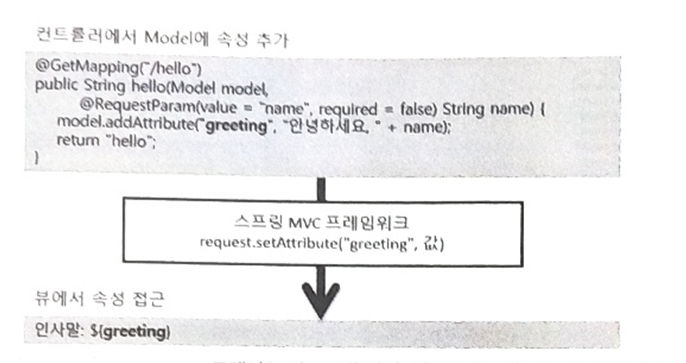 컨트롤러에서 Model에 속성 추가
@GetMapping("/hello")
public String hello(Model model,
@RequestParam(value = "name", required = false) String name) {
model.addAttribute("greeting", "안녕하세요, " + name);
return "hello";
}
스프링 MVC 프레임워크
request.setAttribute("greeting", 값)
뷰에서 속성 접근
인사말: ${greeting}